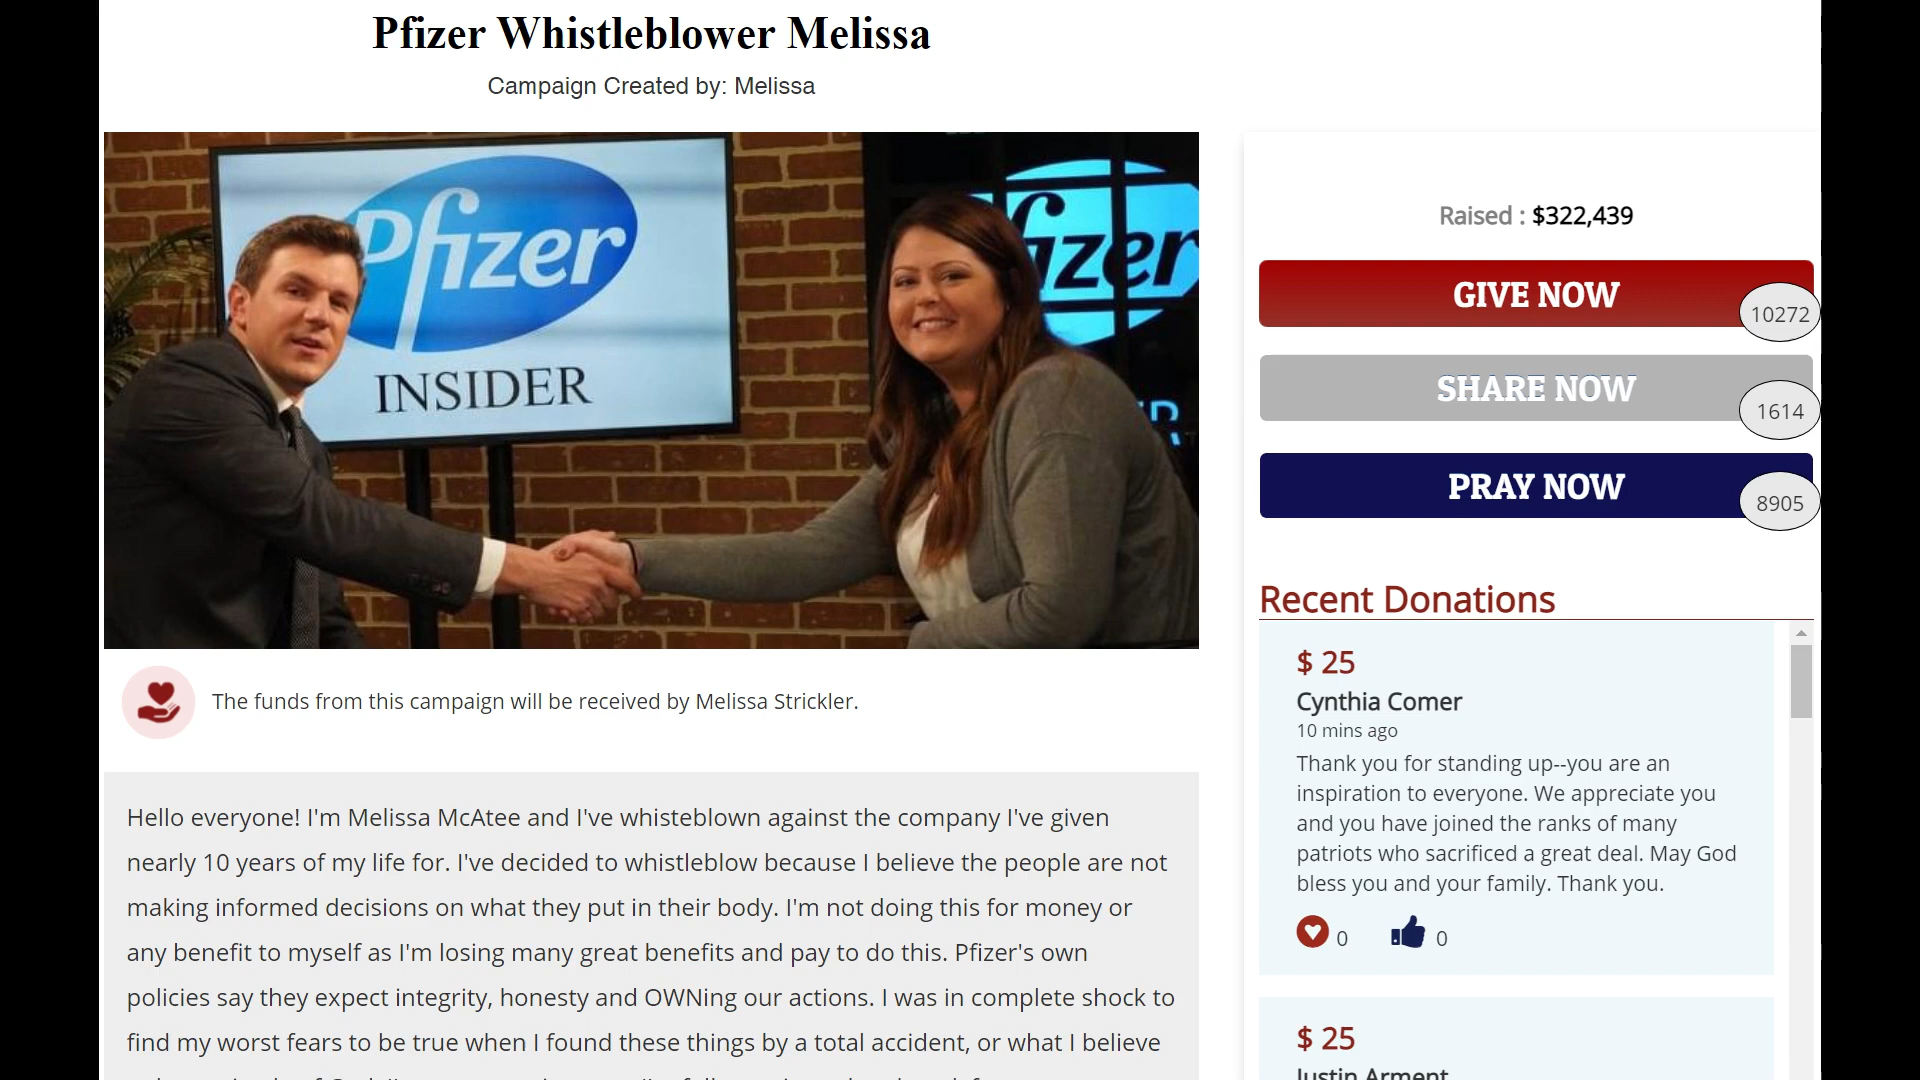 Pfizer Whistleblower Melissa
Campaign Created by: Melissa
Pfizer
INSIDER
izer
Raised : $322,439
GIVE NOW
10272
SHARE NOW
1614
PRAY NOW
8905
The funds from this campaign will be received by Melissa Strickler.
Hello everyone! I'm Melissa McAtee and I've whisteblown against the company I've given
nearly 10 years of my life for. I've decided to whistleblow because I believe the people are not
making informed decisions on what they put in their body. I'm not doing this for money or
any benefit to myself as I'm losing many great benefits and pay to do this. Pfizer's own
policies say they expect integrity, honesty and OWNing our actions. I was in complete shock to
find my worst fears to be true when I found these things by a total accident, or what I believe
Recent Donations
$ 25
Cynthia Comer
10 mins ago
Thank you for standing up--you are an
inspiration to everyone. We appreciate you
and you have joined the ranks of many
patriots who sacrificed a great deal. May God
bless you and your family. Thank you.
0 0
$ 25
Justin Arment